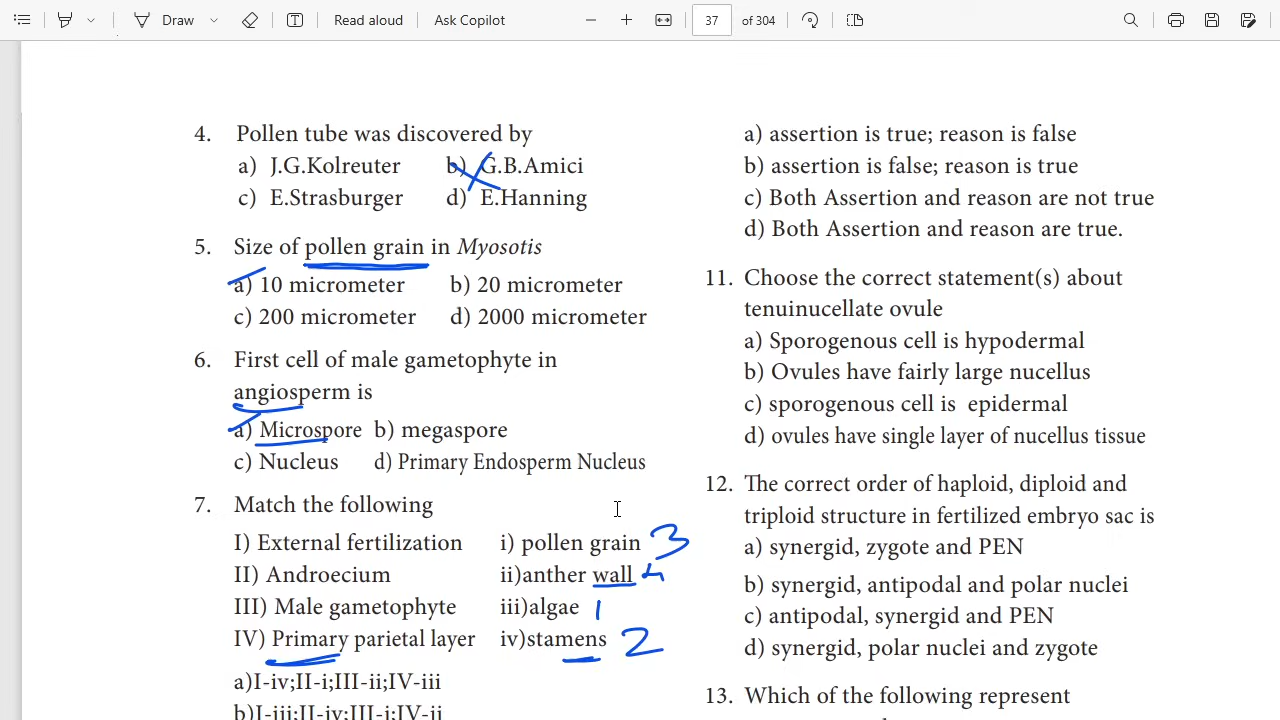 Draw
Read aloud
Ask Copilot
37
of 304
4. Pollen tube was discovered by
a) J.G.Kolreuter b) G.B.Amici
c) E.Strasburger d) E.Hanning
5. Size of pollen grain in Myosotis
a) 10 micrometer b) 20 micrometer
c) 200 micrometer d) 2000 micrometer
6. First cell of male gametophyte in
angiosperm is
a) Microspore b) megaspore
c) Nucleus d) Primary Endosperm Nucleus
7. Match the following
I) External fertilization i) pollen grain 3
II) Androecium ii)anther wall 4
III) Male gametophyte iii)algae 1
IV) Primary parietal layer iv)stamens 2
a)I-iv;II-i;III-ii;IV-iii
b)I-iii;II-iv;III-i;IV-ii
a) assertion is true; reason is false
b) assertion is false; reason is true
c) Both Assertion and reason are not true
d) Both Assertion and reason are true.
11. Choose the correct statement(s) about
tenuinucellate ovule
a) Sporogenous cell is hypodermal
b) Ovules have fairly large nucellus
c) sporogenous cell is epidermal
d) ovules have single layer of nucellus tissue
12. The correct order of haploid, diploid and
triploid structure in fertilized embryo sac is
a) synergid, zygote and PEN
b) synergid, antipodal and polar nuclei
c) antipodal, synergid and PEN
d) synergid, polar nuclei and zygote
13. Which of the following represent